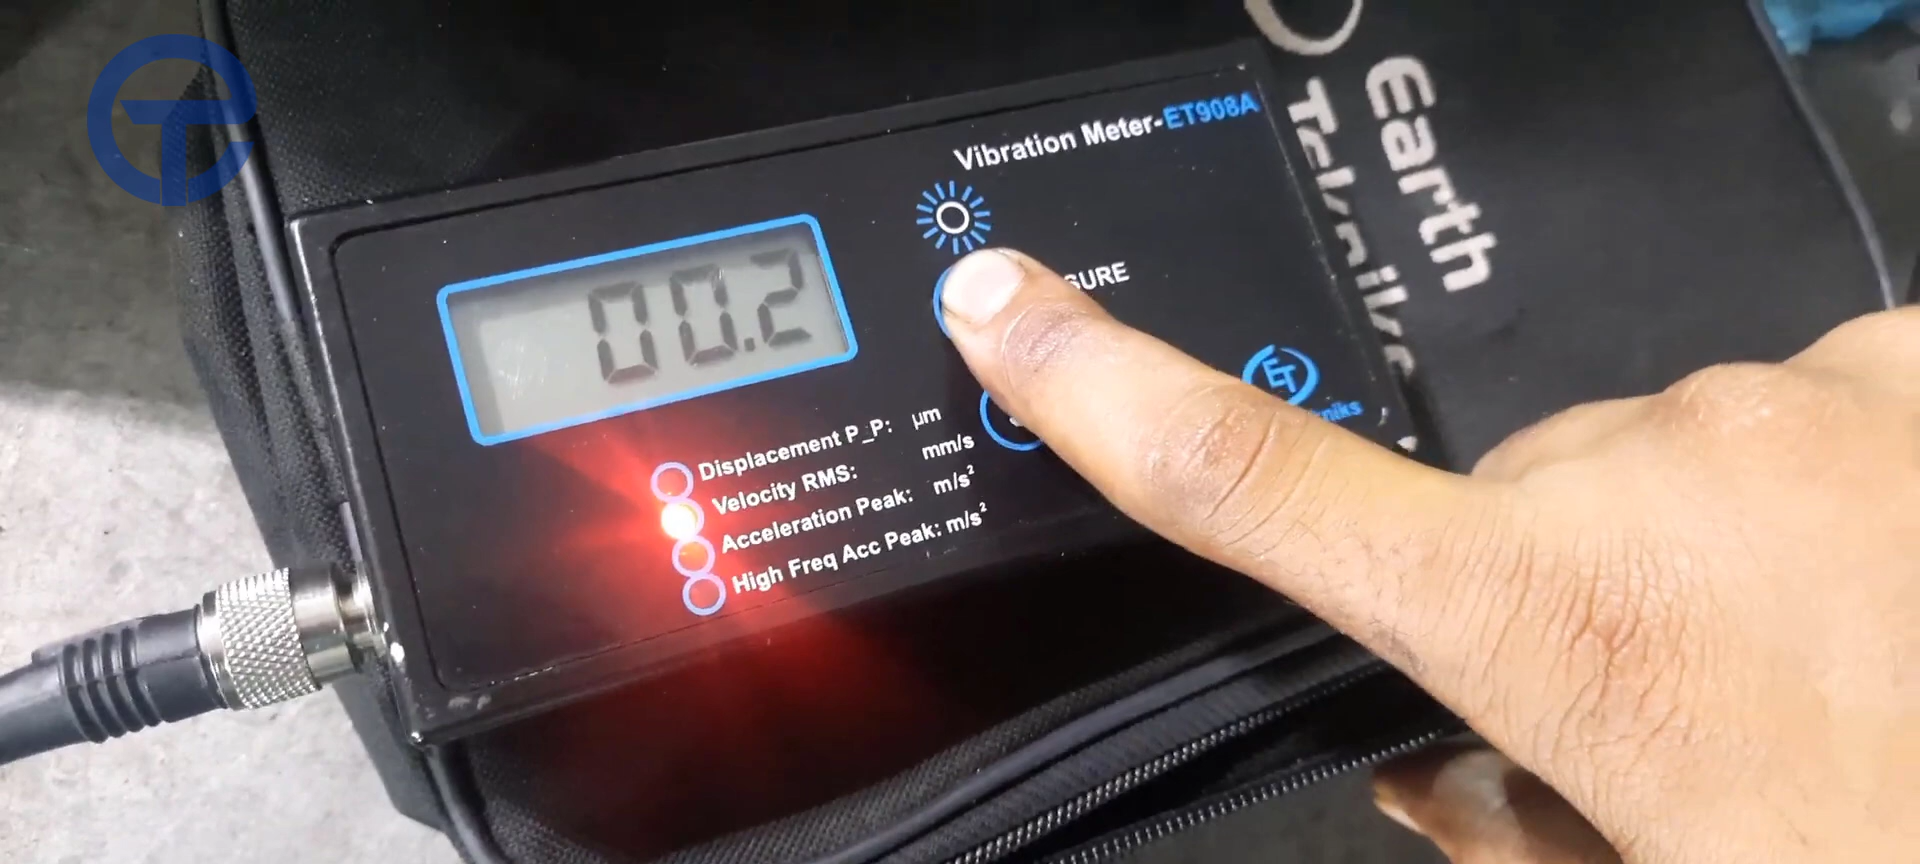 Vibration Meter-ET908A
00.2
SURE
Displacement P_P: µm
Velocity RMS: mm/s
Acceleration Peak: m/s²
High Freq Acc Peak: m/s²
ET
Earth